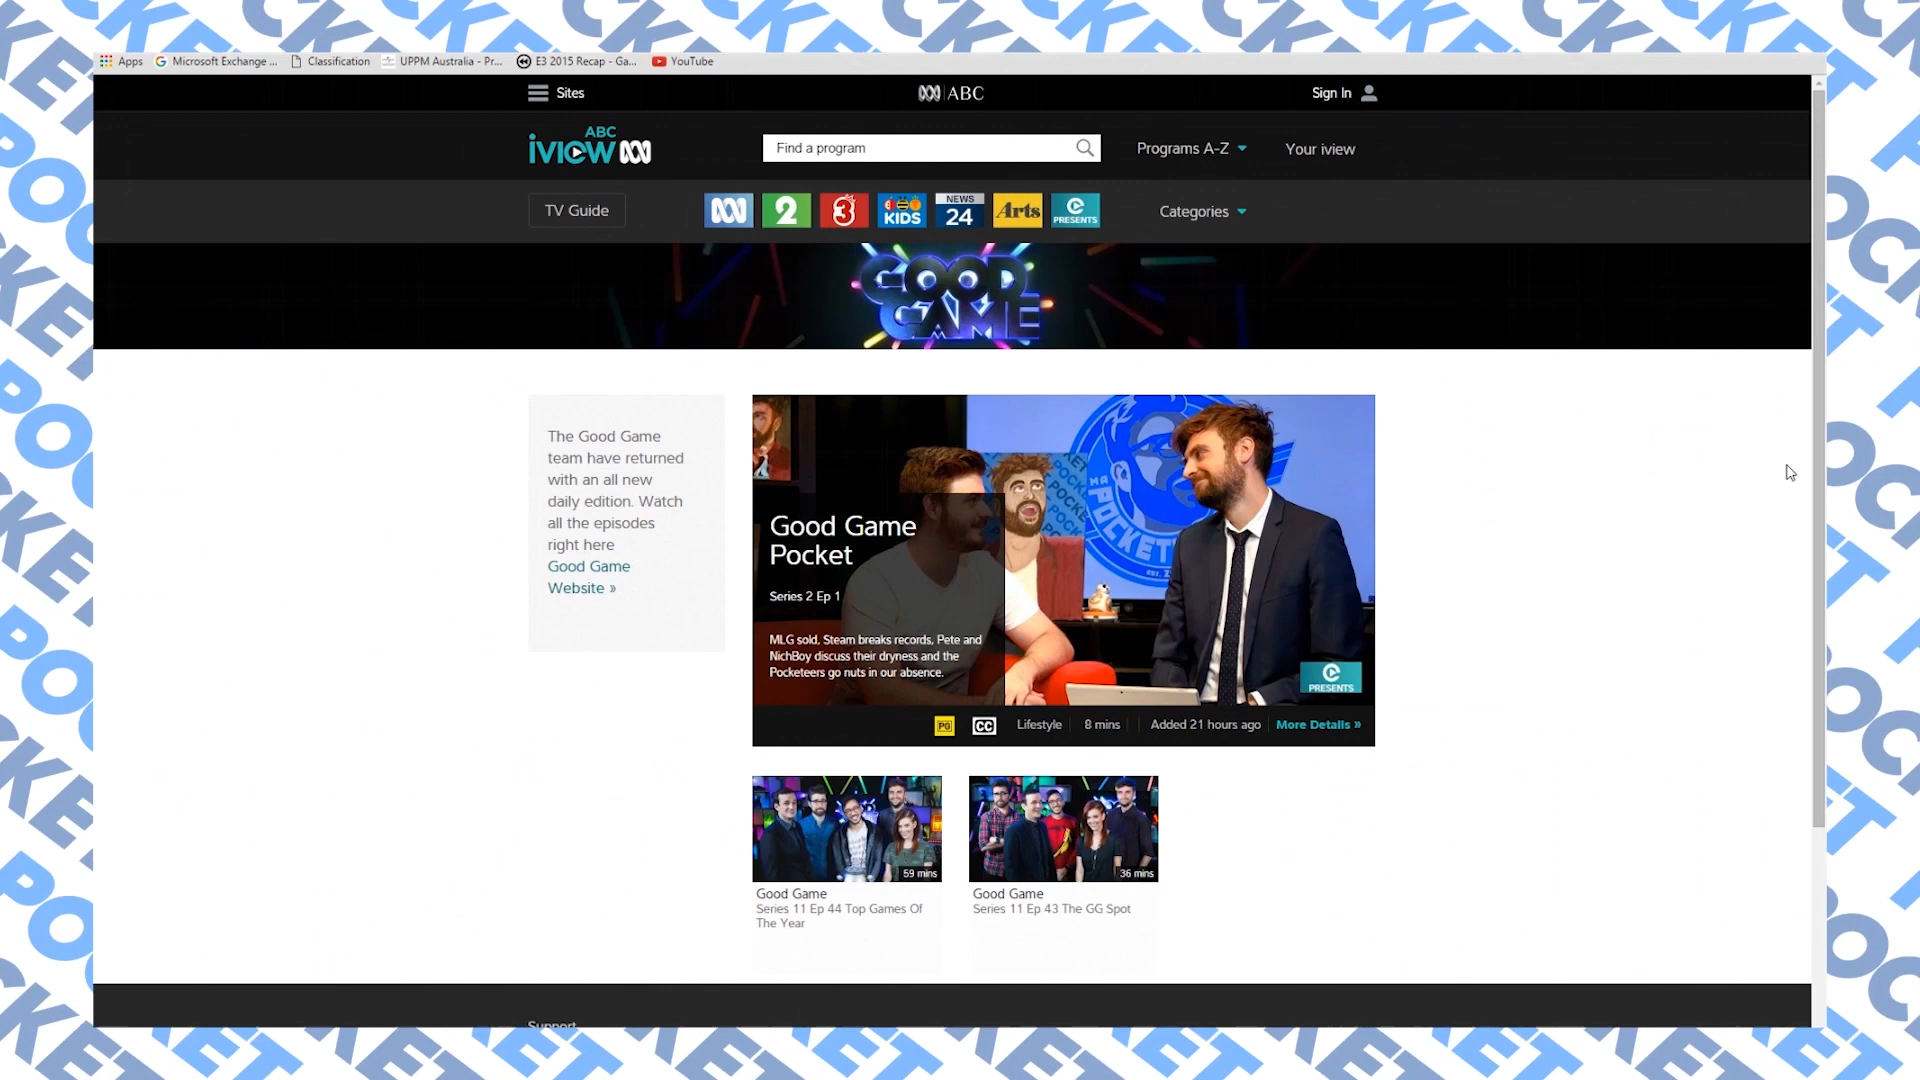 Apps
Microsoft Exchange ...
Classification
UPPM Australia - Pr...
E3 2015 Recap - Ga...
YouTube
Sites
ABC
Sign In
ABC
iview
Find a program
Programs A-Z
Your iview
TV Guide
2
3
KIDS
NEWS
24
Arts
PRESENTS
Categories
GOOD
GAME
The Good Game
team have returned
with an all new
daily edition. Watch
all the episodes
right here
Good Game
Website »
POCKET
Good Game
Pocket
Series 2 Ep 1
MLG sold, Steam breaks records, Pete and
NichBoy discuss their dryness and the
Pocketeers go nuts in our absence.
PRESENTS
PG
CC
Lifestyle
8 mins
Added 21 hours ago
More Details »
59 mins
Good Game
Series 11 Ep 44 Top Games Of
The Year
36 mins
Good Game
Series 11 Ep 43 The GG Spot
Support
POCKET